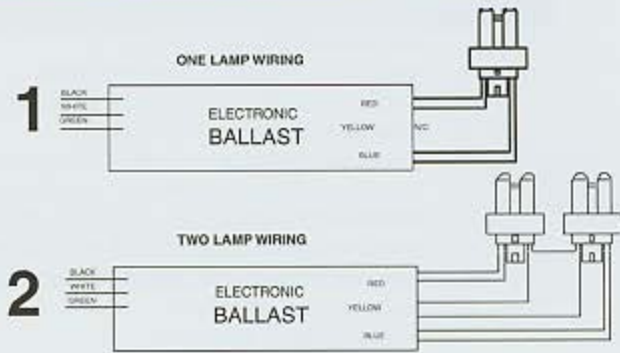 ONE LAMP WIRING
1
BLACK
WHITE
GREEN
ELECTRONIC
BALLAST
RED
YELLOW
N/C
BLUE
TWO LAMP WIRING
2
BLACK
WHITE
GREEN
ELECTRONIC
BALLAST
RED
YELLOW
BLUE